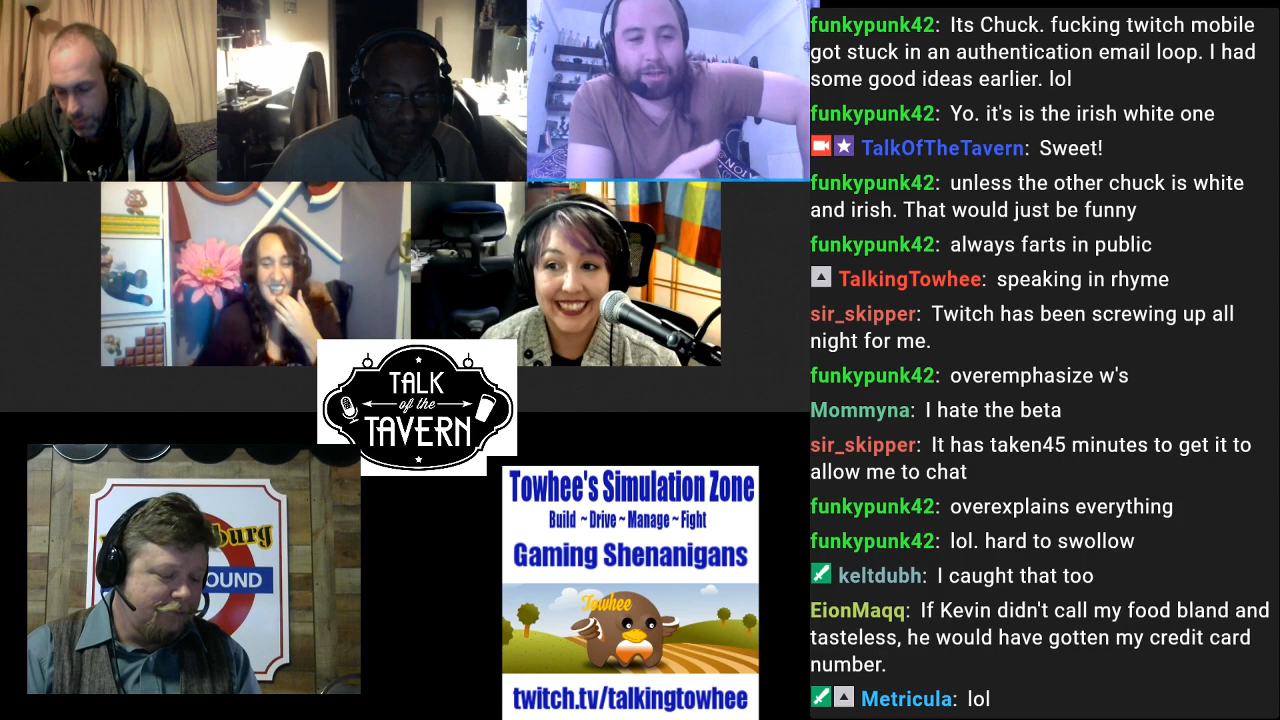 TALK
of the
TAVERN
burg
OUND
Towhee's Simulation Zone
Build ~ Drive ~ Manage ~ Fight
Gaming Shenanigans
Towhee
twitch.tv/talkingtowhee
funkypunk42: Its Chuck. fucking twitch mobile
got stuck in an authentication email loop. I had
some good ideas earlier. lol
funkypunk42: Yo. it's is the irish white one
TalkOfTheTavern: Sweet!
funkypunk42: unless the other chuck is white
and irish. That would just be funny
funkypunk42: always farts in public
TalkingTowhee: speaking in rhyme
sir_skipper: Twitch has been screwing up all
night for me.
funkypunk42: overemphasize w's
Mommyna: I hate the beta
sir_skipper: It has taken45 minutes to get it to
allow me to chat
funkypunk42: overexplains everything
funkypunk42: lol. hard to swollow
keltdubh: I caught that too
EionMaqq: If Kevin didn't call my food bland and
tasteless, he would have gotten my credit card
number.
Metricula: lol